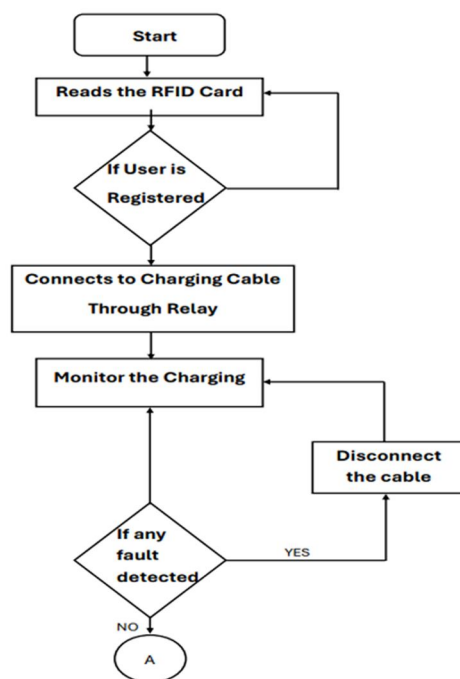 Start
Reads the RFID Card
If User is
Registered
Connects to Charging Cable
Through Relay
Monitor the Charging
Disconnect
the cable
If any
fault
detected
YES
NO
A